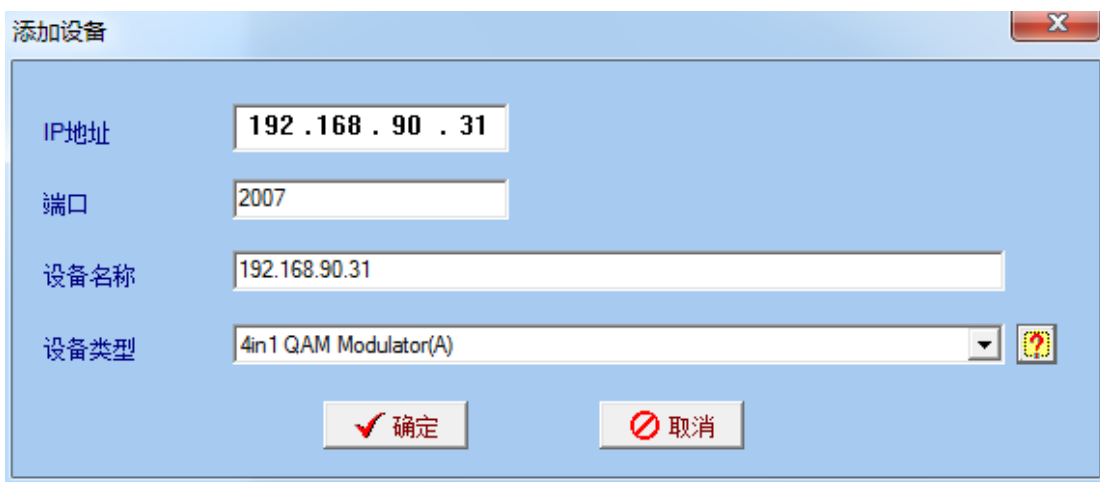 添加设备
IP地址 192 .168 . 90 . 31
端口 2007
设备名称 192.168.90.31
设备类型 4in1 QAM Modulator(A)
确定 取消